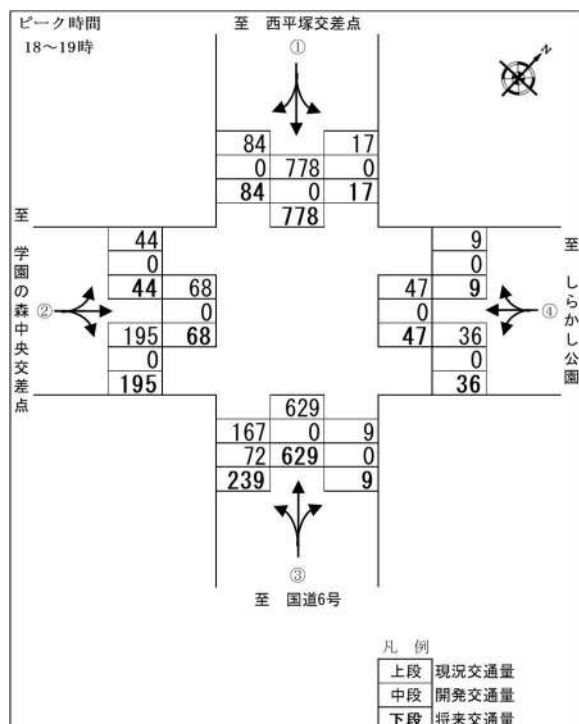 ピーク時間
18～19時
至 西平塚交差点
①
N
84 17
0 778 0
84 0 17
778
至 学園の森中央交差点
②
44
0
44 68
0
195 68
0
195
9
0
47 9
0
47 36
0
36
④
至 しらかし公園
629
167 0 9
72 629 0
239 9
③
至 国道6号
凡 例
上段 現況交通量
中段 開発交通量
下段 将来交通量